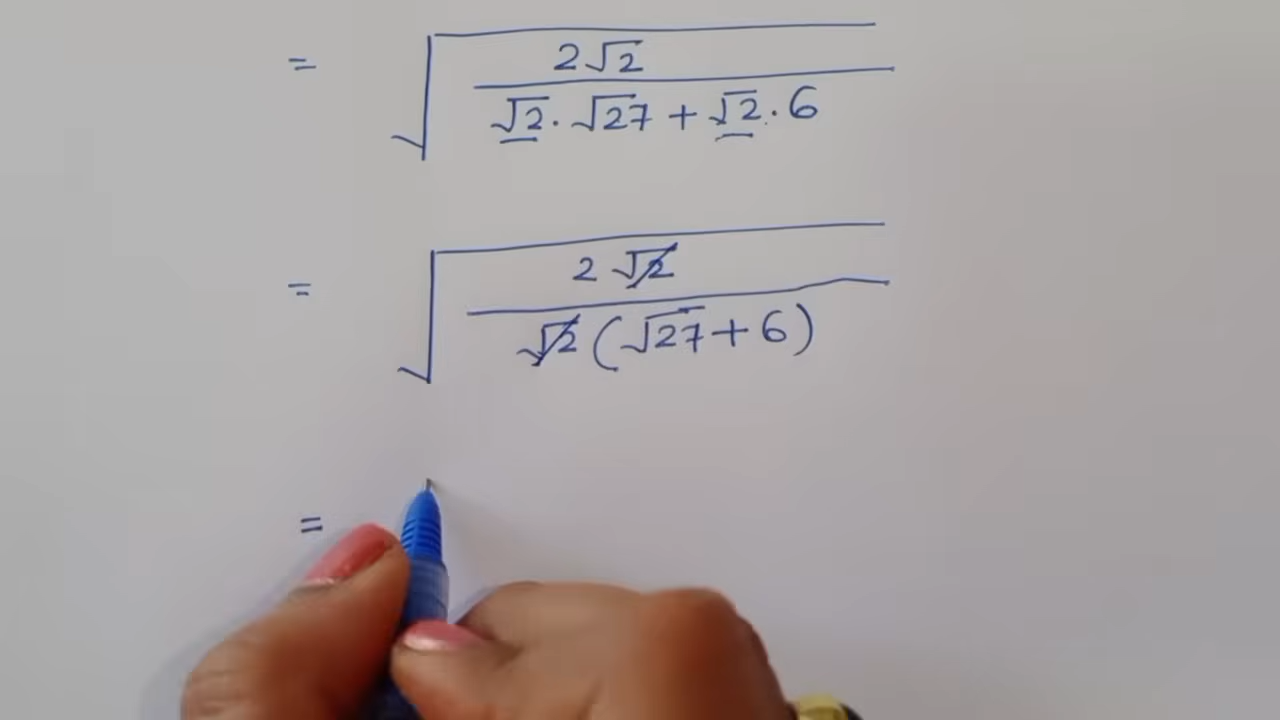 = √(2√2
√2 · √27 + √2 · 6)
= √(2 √2
√2 (√27 + 6))
=